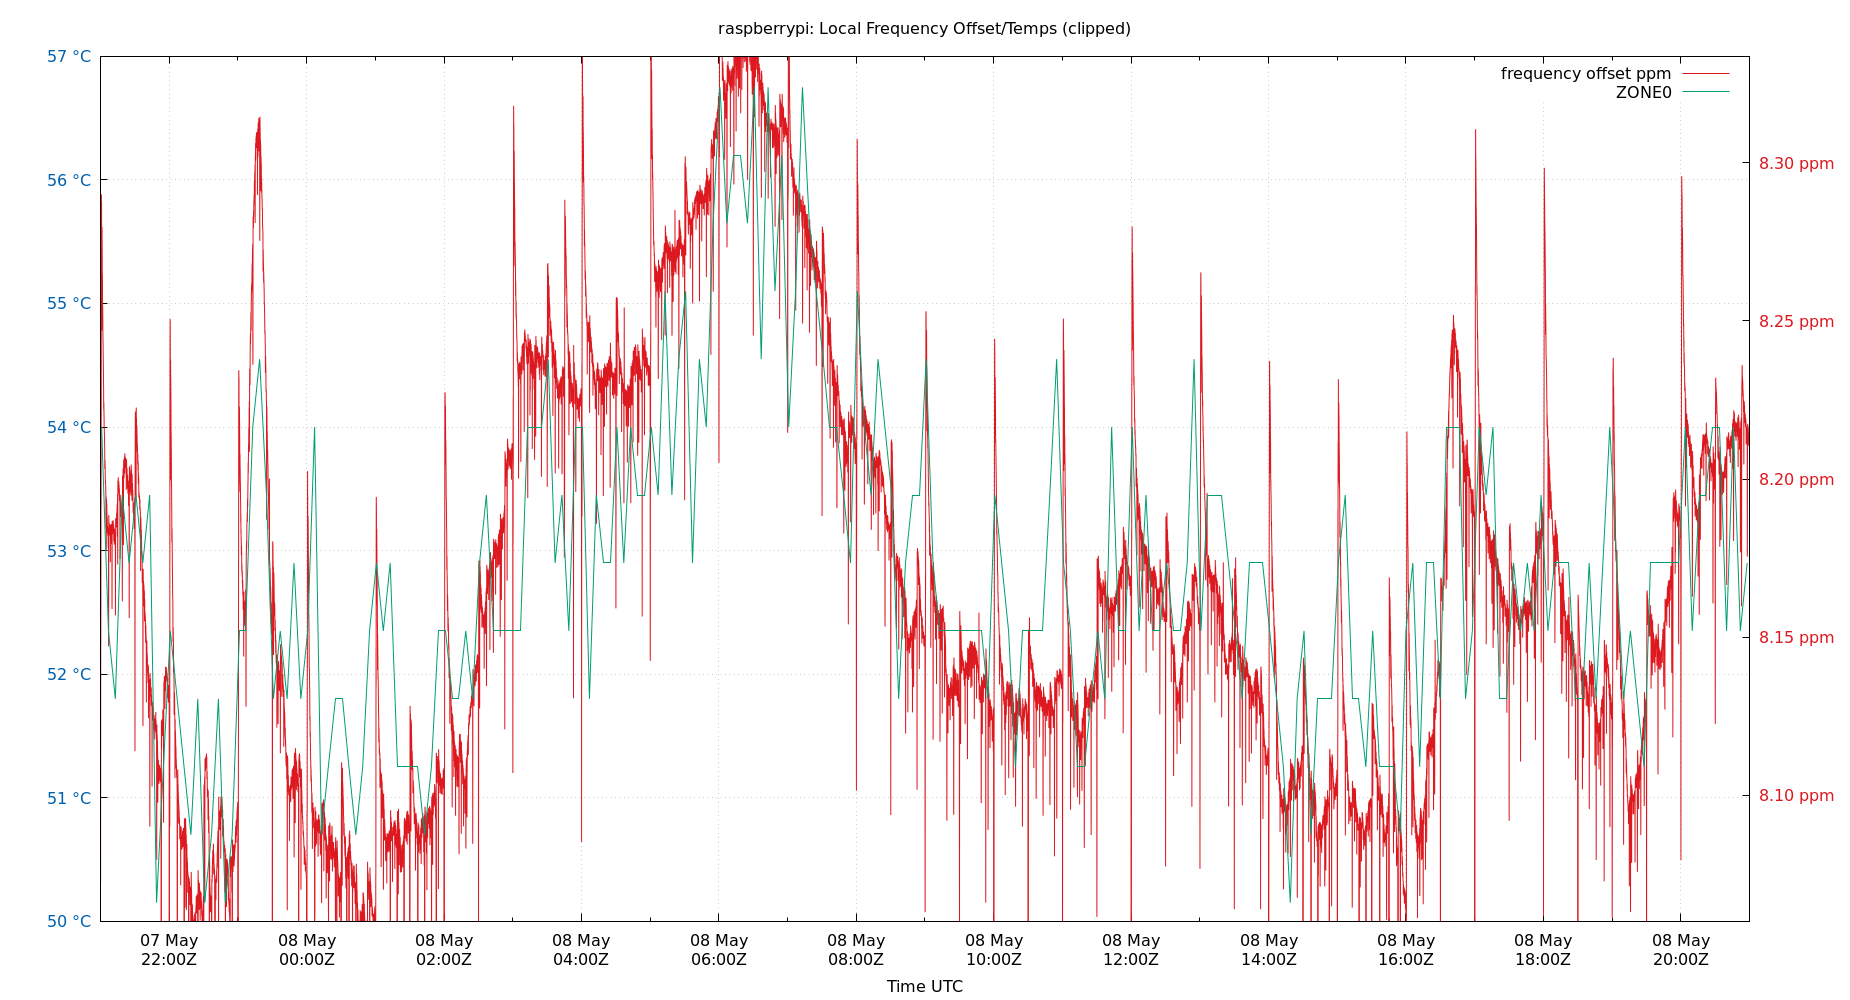 raspberrypi: Local Frequency Offset/Temps (clipped)
frequency offset ppm
ZONE0
57 °C
56 °C
55 °C
54 °C
53 °C
52 °C
51 °C
50 °C
8.30 ppm
8.25 ppm
8.20 ppm
8.15 ppm
8.10 ppm
07 May
22:00Z
08 May
00:00Z
08 May
02:00Z
08 May
04:00Z
08 May
06:00Z
08 May
08:00Z
08 May
10:00Z
08 May
12:00Z
08 May
14:00Z
08 May
16:00Z
08 May
18:00Z
08 May
20:00Z
Time UTC